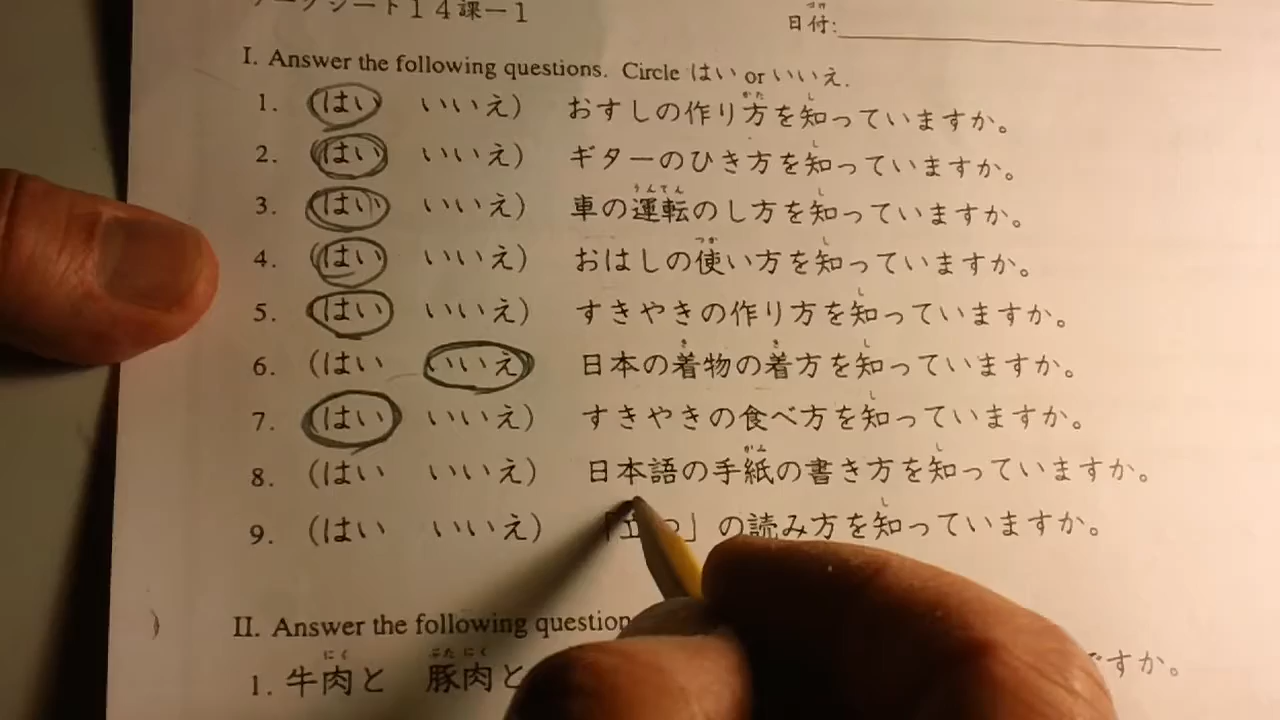 ワークシート14課ー1
日付:
I. Answer the following questions. Circle はい or いいえ.
1. (はい いいえ) おすしの作り方を知っていますか。
2. (はい いいえ) ギターのひき方を知っていますか。
3. (はい いいえ) 車の運転のし方を知っていますか。
4. (はい いいえ) おはしの使い方を知っていますか。
5. (はい いいえ) すきやきの作り方を知っていますか。
6. (はい いいえ) 日本の着物の着方を知っていますか。
7. (はい いいえ) すきやきの食べ方を知っていますか。
8. (はい いいえ) 日本語の手紙の書き方を知っていますか。
9. (はい いいえ) 「立つ」の読み方を知っていますか。
II. Answer the following question
1. 牛肉と 豚肉と ですか。